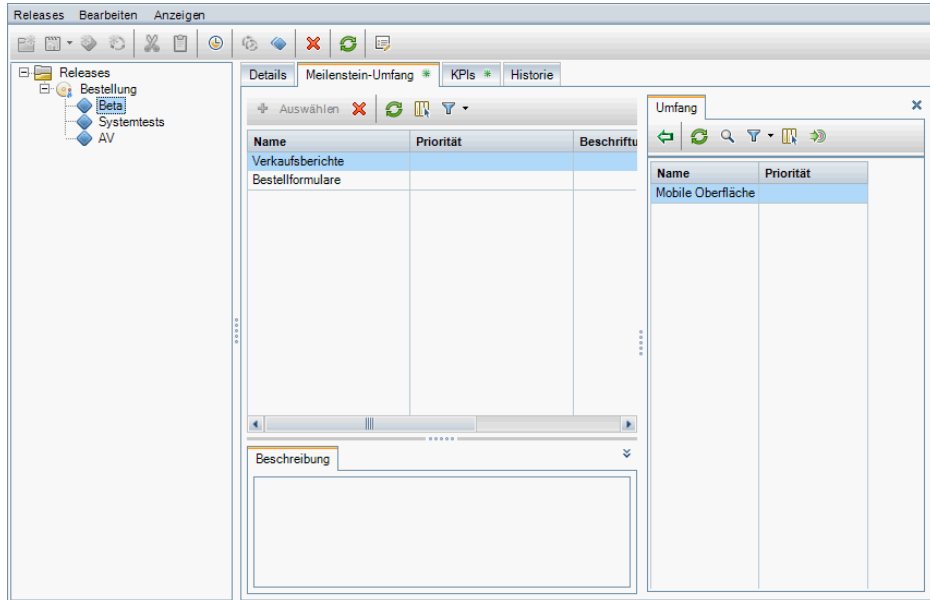 Releases Bearbeiten Anzeigen
Releases
Bestellung
Beta
Systemtests
AV
Details Meilenstein-Umfang * KPIs * Historie
Auswählen
Name Priorität Beschriftu
Verkaufsberichte
Bestellformulare
Beschreibung
Umfang
Name Priorität
Mobile Oberfläche